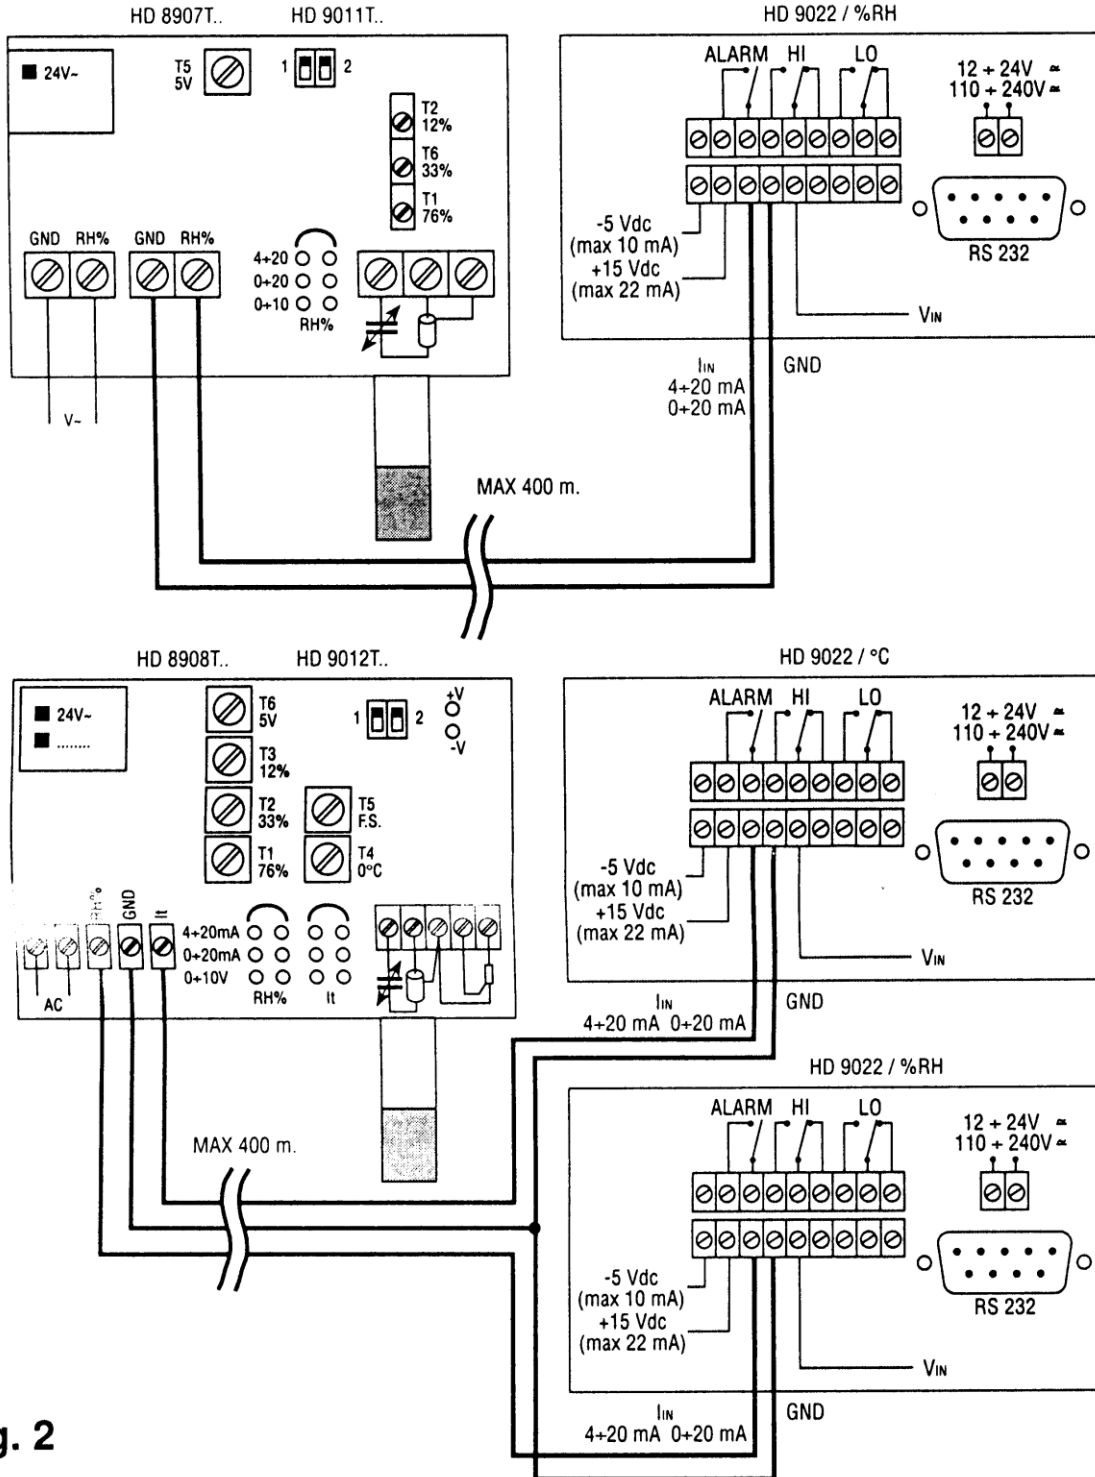 HD 8907T.. HD 9011T.. HD 9022 / %RH
24V~
T5
5V
1 2
T2
12%
T6
33%
T1
76%
GND RH% GND RH%
4÷20
0÷20
0÷10
RH%
V~
ALARM HI LO
12 ÷ 24V ≃
110 ÷ 240V ≃
-5 Vdc
(max 10 mA)
+15 Vdc
(max 22 mA)
RS 232
VIN
IIN
4÷20 mA
0÷20 mA
GND
MAX 400 m.
HD 8908T.. HD 9012T.. HD 9022 / °C
24V~
........
T6
5V
T3
12%
T2
33%
T1
76%
1 2
+V
-V
T5
F.S.
T4
0°C
RH% GND It
4÷20mA
0÷20mA
0÷10V
RH% It
AC
ALARM HI LO
12 ÷ 24V ≃
110 ÷ 240V ≃
-5 Vdc
(max 10 mA)
+15 Vdc
(max 22 mA)
RS 232
VIN
IIN
4÷20 mA 0÷20 mA
GND
HD 9022 / %RH
MAX 400 m.
ALARM HI LO
12 ÷ 24V ≃
110 ÷ 240V ≃
-5 Vdc
(max 10 mA)
+15 Vdc
(max 22 mA)
RS 232
VIN
IIN
4÷20 mA 0÷20 mA
GND
g. 2